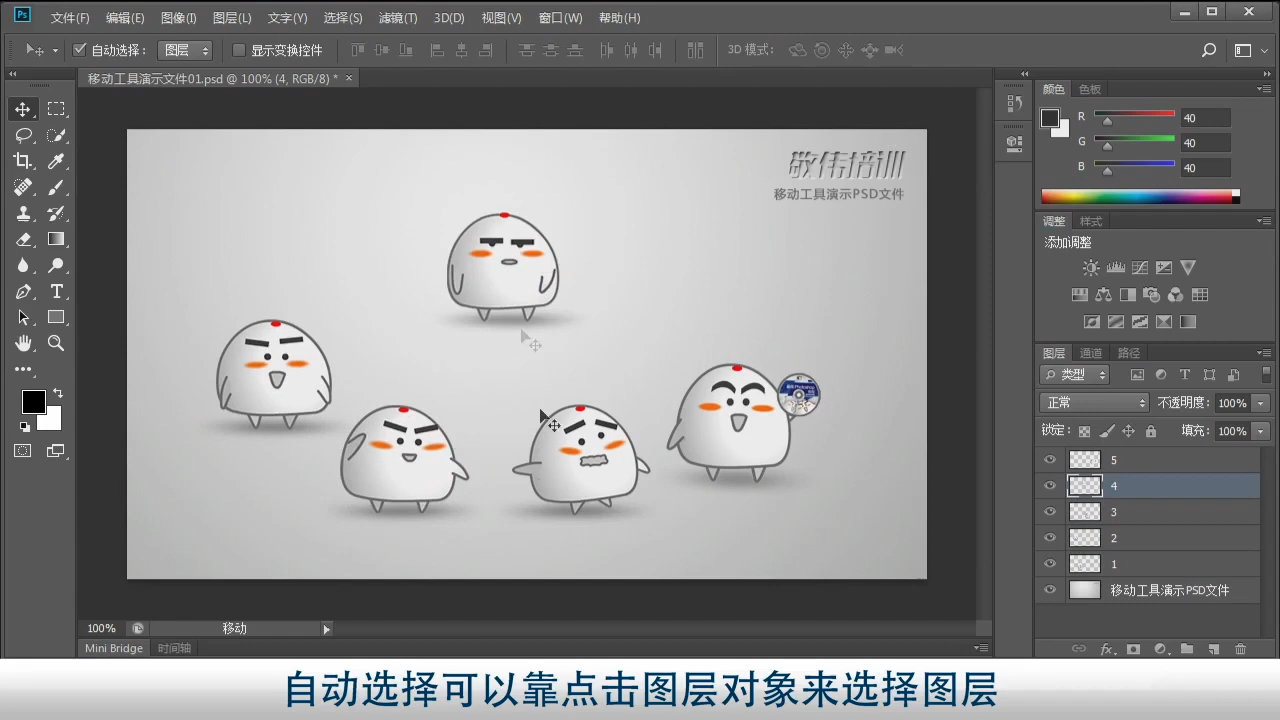 Ps 文件(F) 编辑(E) 图像(I) 图层(L) 文字(Y) 选择(S) 滤镜(T) 3D(D) 视图(V) 窗口(W) 帮助(H)
自动选择： 图层 显示变换控件 3D 模式：
移动工具演示文件01.psd @ 100% (4, RGB/8) * ×
颜色 色板
R 40
G 40
B 40
敬伟培训
移动工具演示PSD文件
调整 样式
添加调整
图层 通道 路径
类型
正常 不透明度: 100%
锁定: 填充: 100%
5
4
3
2
1
移动工具演示PSD文件
100% 移动
Mini Bridge 时间轴
自动选择可以靠点击图层对象来选择图层